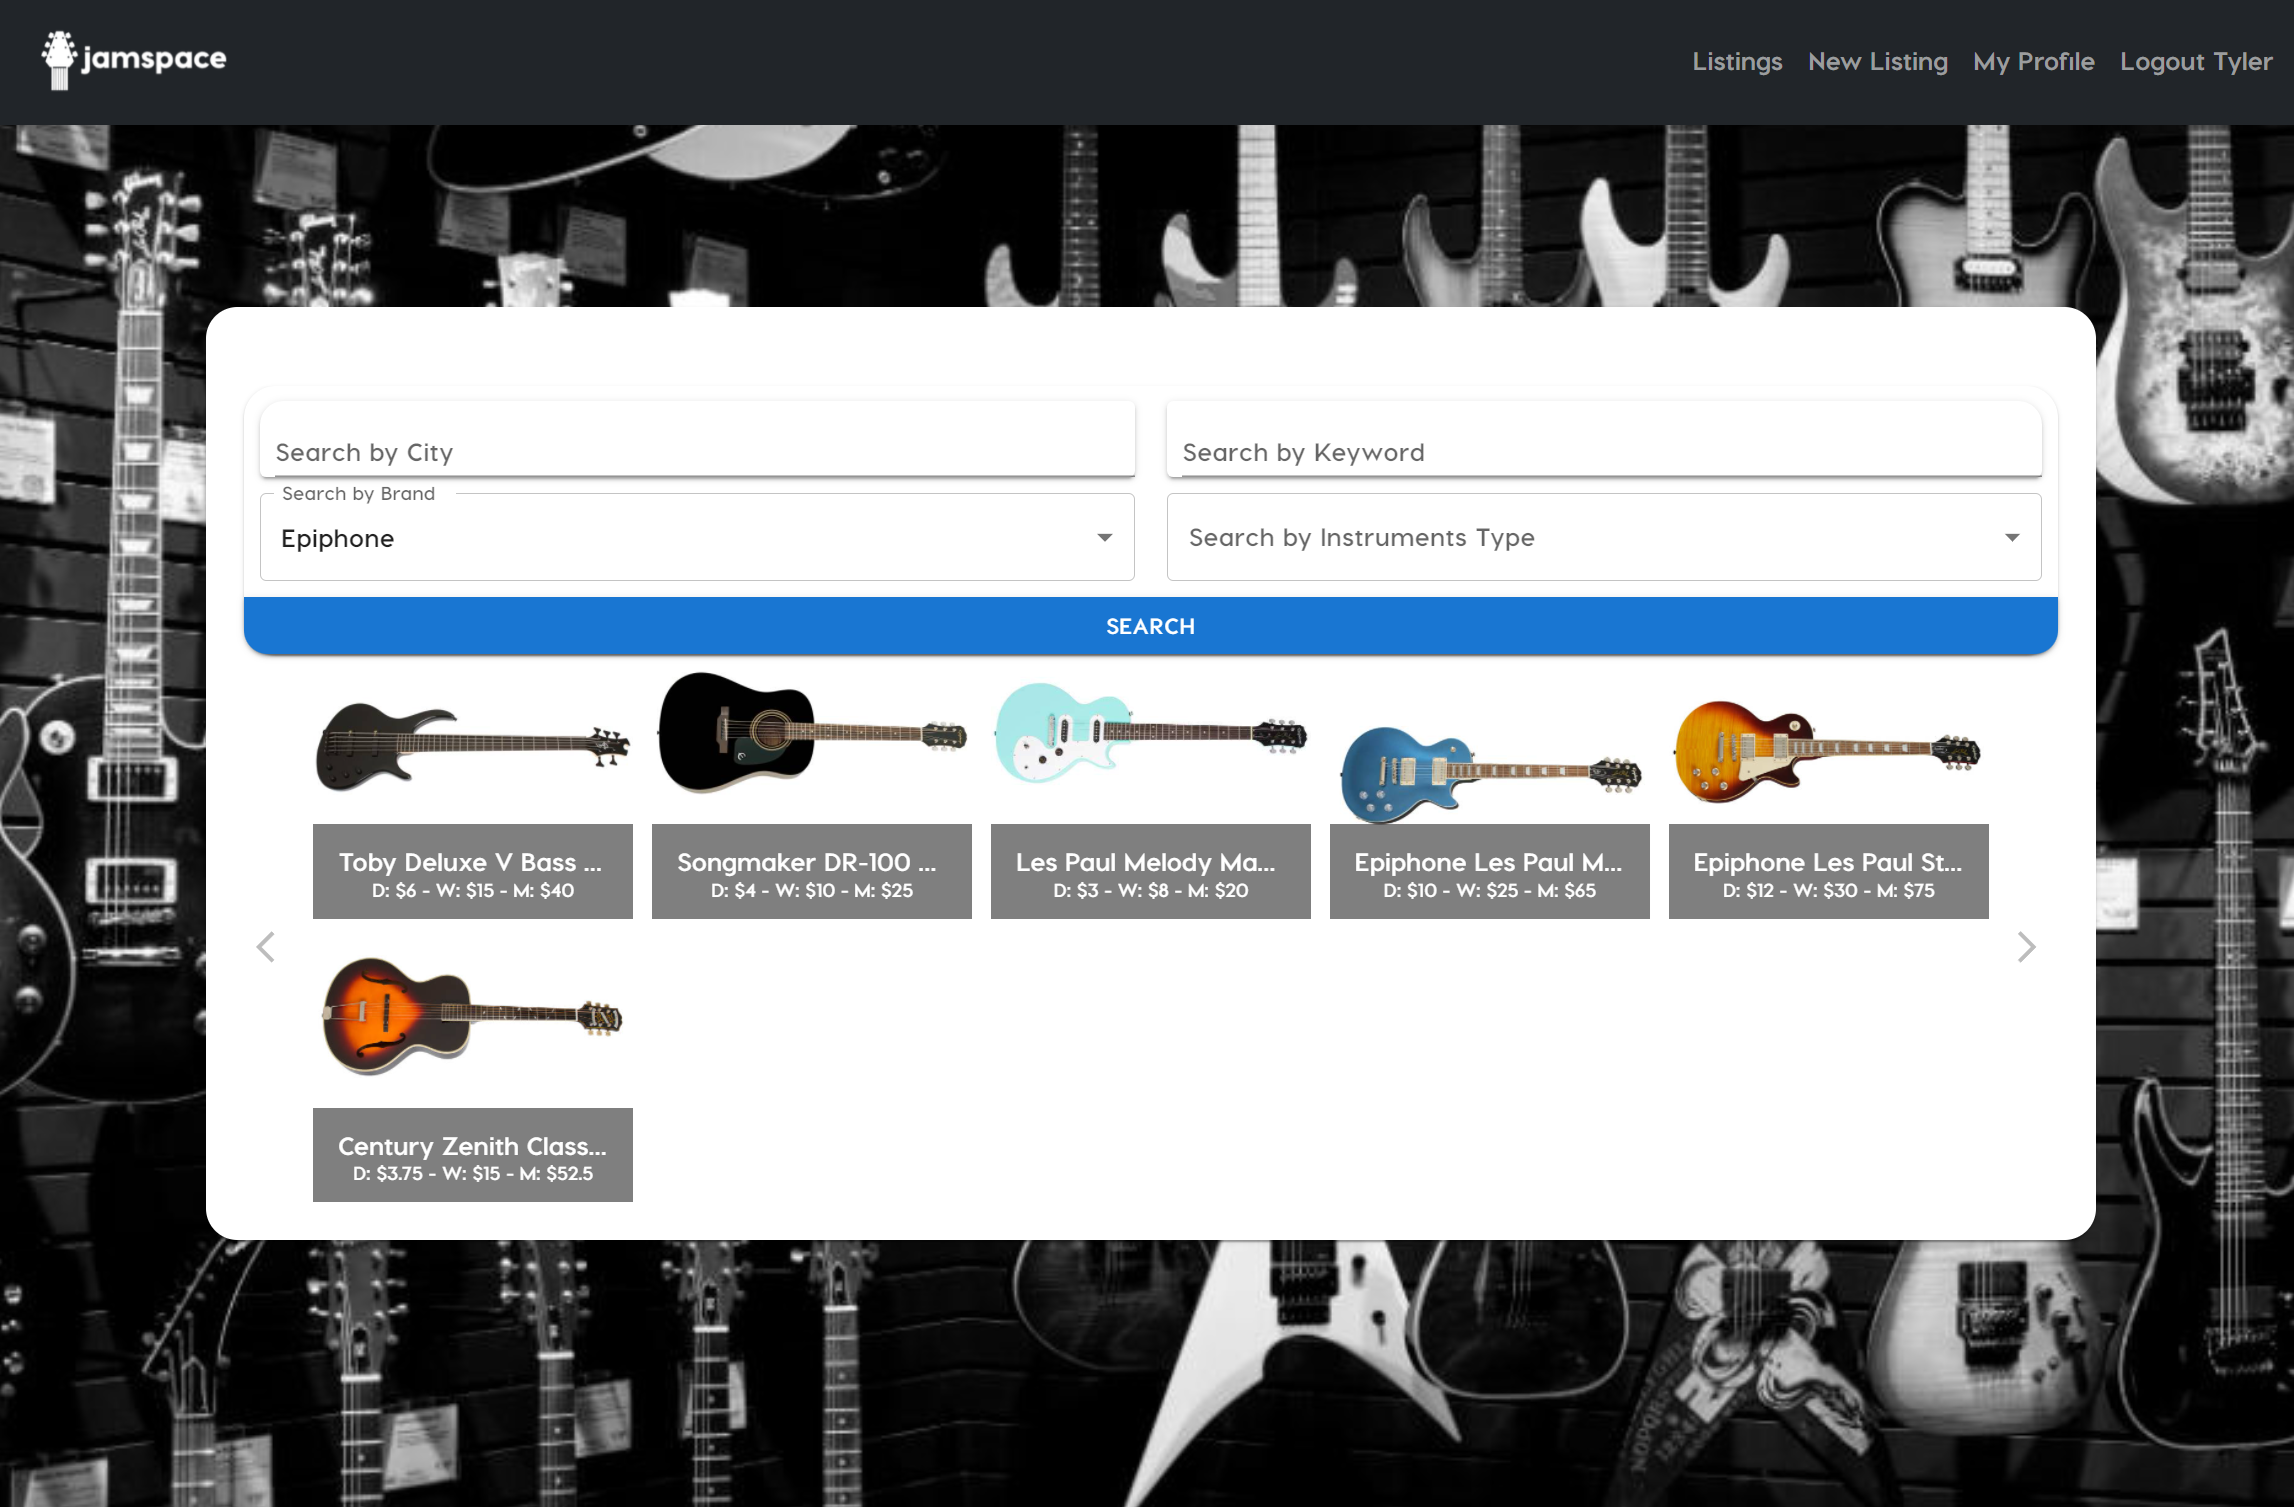 jamspace
Listings New Listing My Profile Logout Tyler
Search by City
Search by Keyword
Search by Brand
Epiphone
Search by Instruments Type
SEARCH
Toby Deluxe V Bass ...
D: $6 - W: $15 - M: $40
Songmaker DR-100 ...
D: $4 - W: $10 - M: $25
Les Paul Melody Ma...
D: $3 - W: $8 - M: $20
Epiphone Les Paul M...
D: $10 - W: $25 - M: $65
Epiphone Les Paul St...
D: $12 - W: $30 - M: $75
Century Zenith Class...
D: $3.75 - W: $15 - M: $52.5